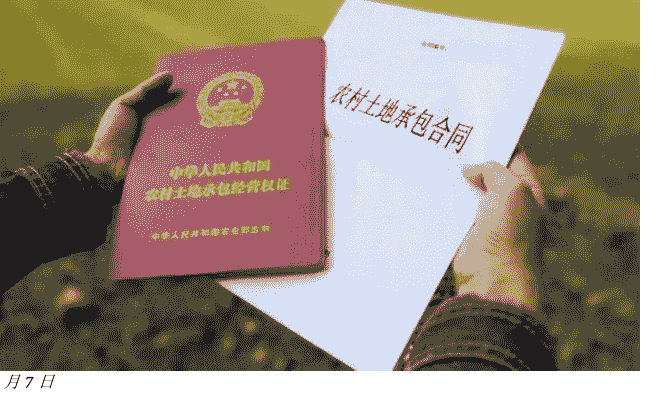 中华人民共和国
农村土地承包经营权证
中华人民共和国农业部监制
农村土地承包合同
月 7 日